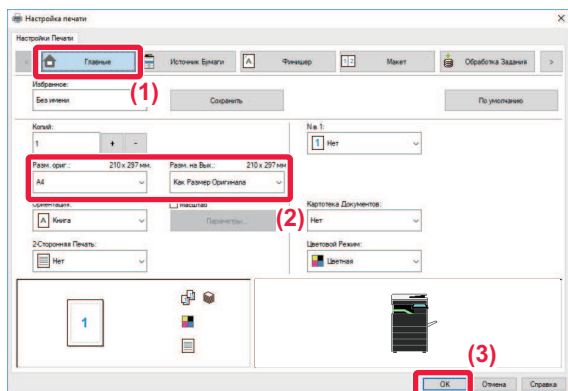 Настройка печати
Настройки Печати
Главные Источник Бумаги Финишер Макет Обработка Задания
(1)
Избранное:
Без имени Сохранить По умолчанию
Копий: N в 1:
1 + - 1 Нет
Разм. ориг.: 210 x 297 мм. Разм. на Вых.: 210 x 297 мм
A4 Как Размер Оригинала
(2)
Ориентация: Масштаб Картотека Документов:
A Книга Параметры... Нет
2-Сторонняя Печать: Цветовой Режим:
Нет Цветная
1
(3)
OK Отмена Справка